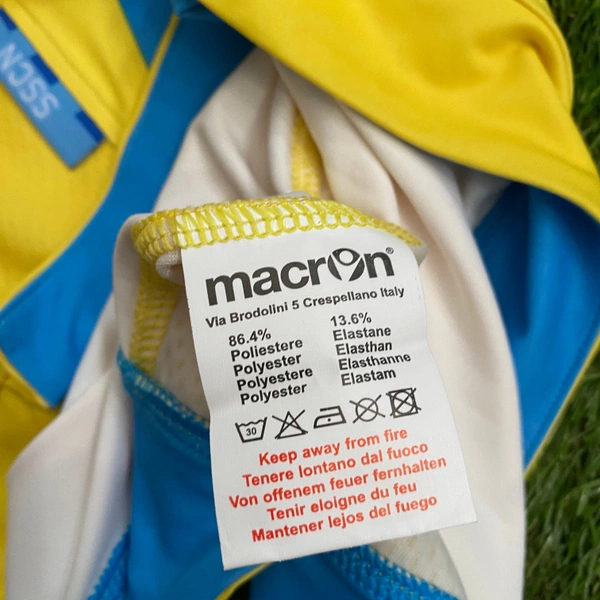 SSCN
macron®
Via Brodolini 5 Crespellano Italy
86.4%
Poliestere
Polyester
Polyestere
Polyester
13.6%
Elastane
Elasthan
Elasthanne
Elastam
30
Keep away from fire
Tenere lontano dal fuoco
Von offenem feuer fernhalten
Tenir eloigne du feu
Mantener lejos del fuego